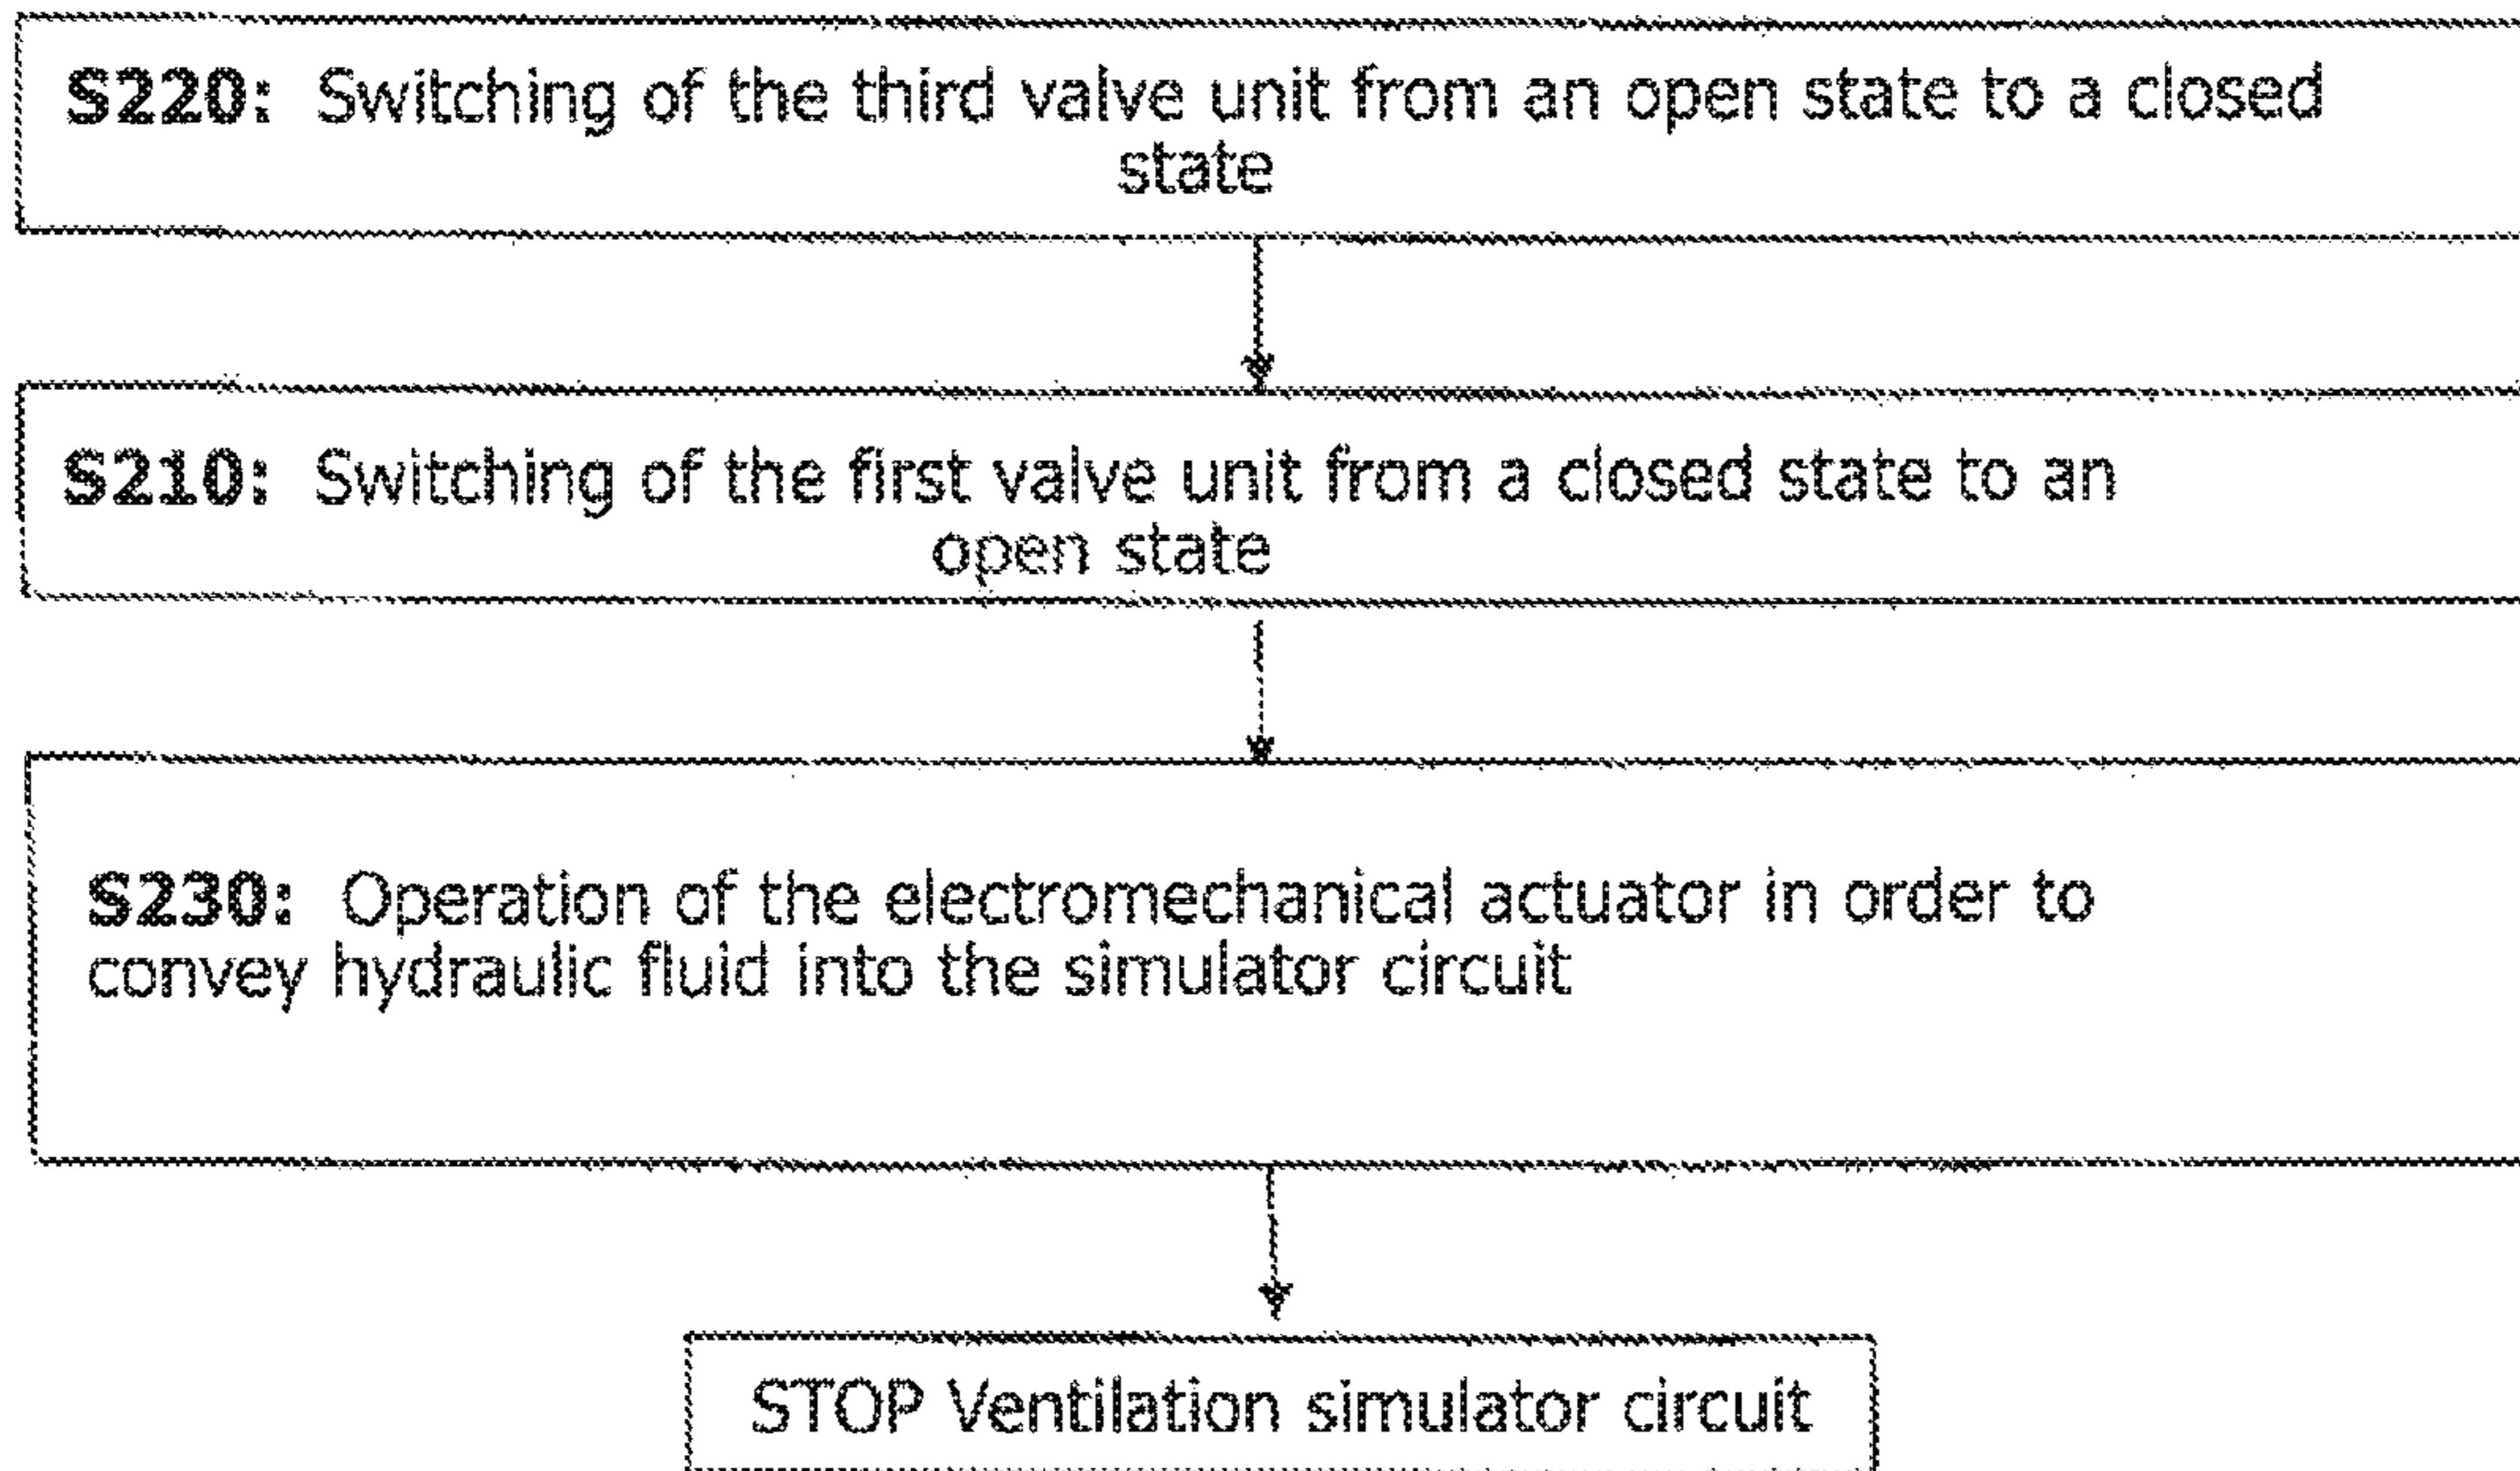 S220: Switching of the third valve unit from an open state to a closed
state
S210: Switching of the first valve unit from a closed state to an
open state
S230: Operation of the electromechanical actuator in order to
convey hydraulic fluid into the simulator circuit
STOP Ventilation simulator circuit